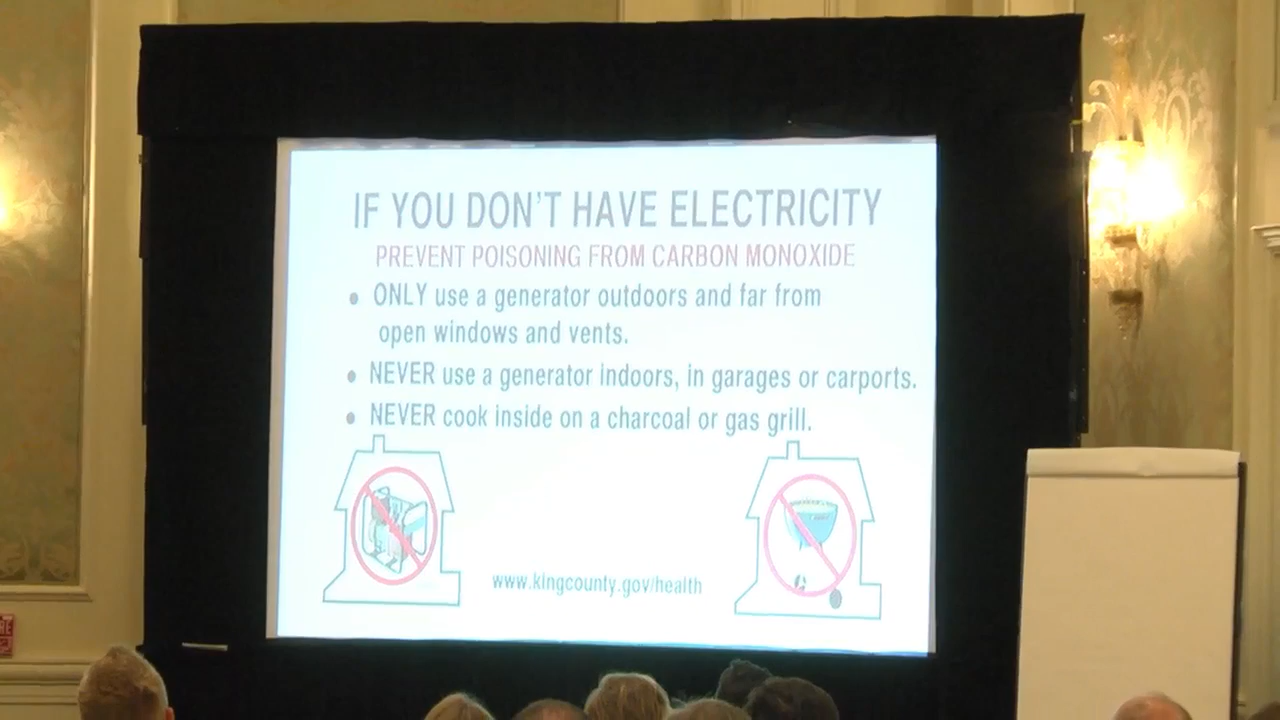 IF YOU DON'T HAVE ELECTRICITY
PREVENT POISONING FROM CARBON MONOXIDE
• ONLY use a generator outdoors and far from
open windows and vents.
• NEVER use a generator indoors, in garages or carports.
• NEVER cook inside on a charcoal or gas grill.
www.kingcounty.gov/health